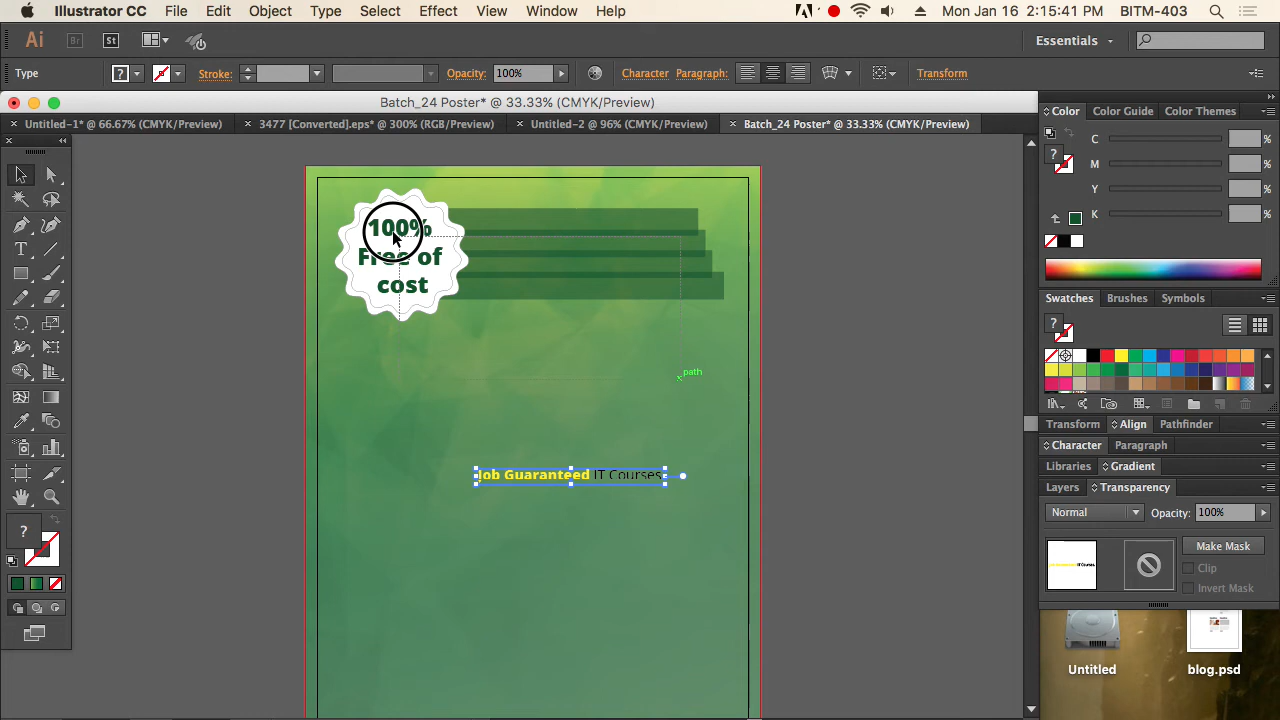 Illustrator CC File Edit Object Type Select Effect View Window Help Mon Jan 16 2:15:41 PM BITM-403
Ai Br St Essentials
Type ? Stroke: Opacity: 100% Character Paragraph: Transform
Batch_24 Poster* @ 33.33% (CMYK/Preview)
Untitled-1* @ 66.67% (CMYK/Preview) 3477 [Converted].eps* @ 300% (RGB/Preview) Untitled-2 @ 96% (CMYK/Preview) Batch_24 Poster* @ 33.33% (CMYK/Preview)
Color Color Guide Color Themes
C %
? M %
Y %
K %
100%
Free of
cost
Swatches Brushes Symbols
?
path
Transform Align Pathfinder
Character Paragraph
Libraries Gradient
Job Guaranteed IT Courses
Layers Transparency
Normal Opacity: 100%
?
Make Mask
Clip
Invert Mask
Untitled blog.psd